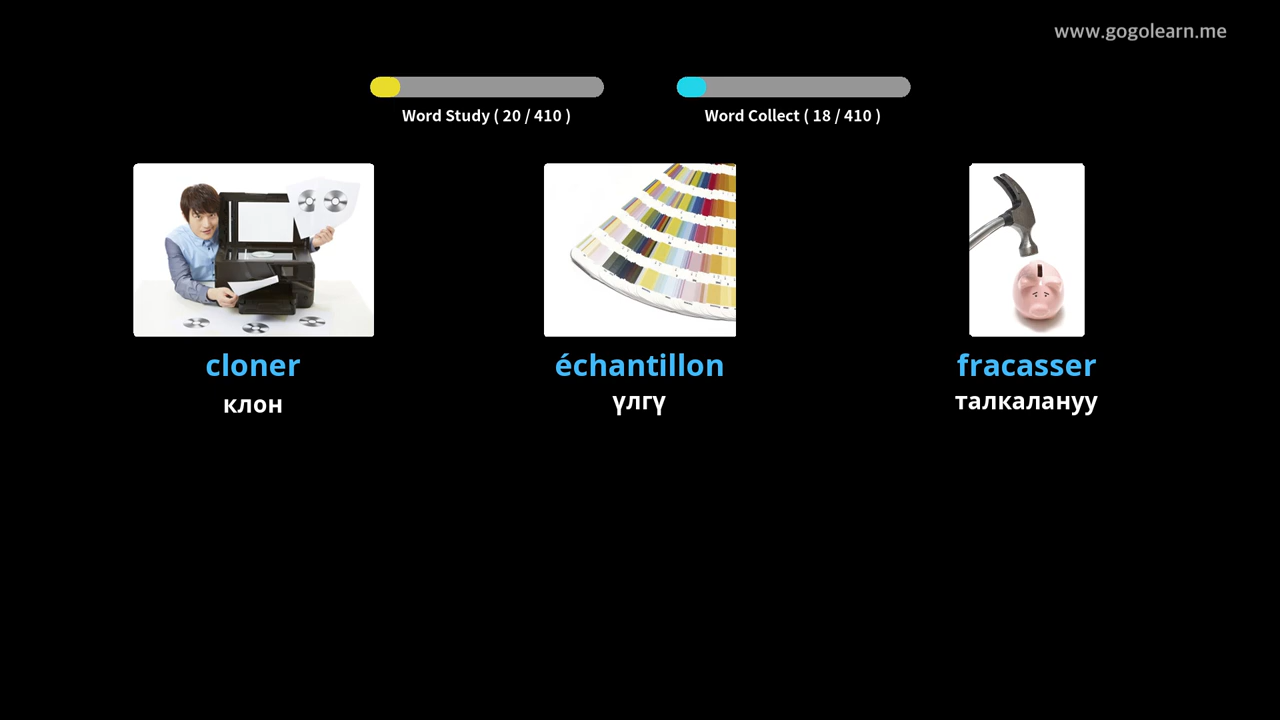 www.gogolearn.me
Word Study ( 20 / 410 )
Word Collect ( 18 / 410 )
cloner
échantillon
fracasser
клон
үлгү
талкалануу